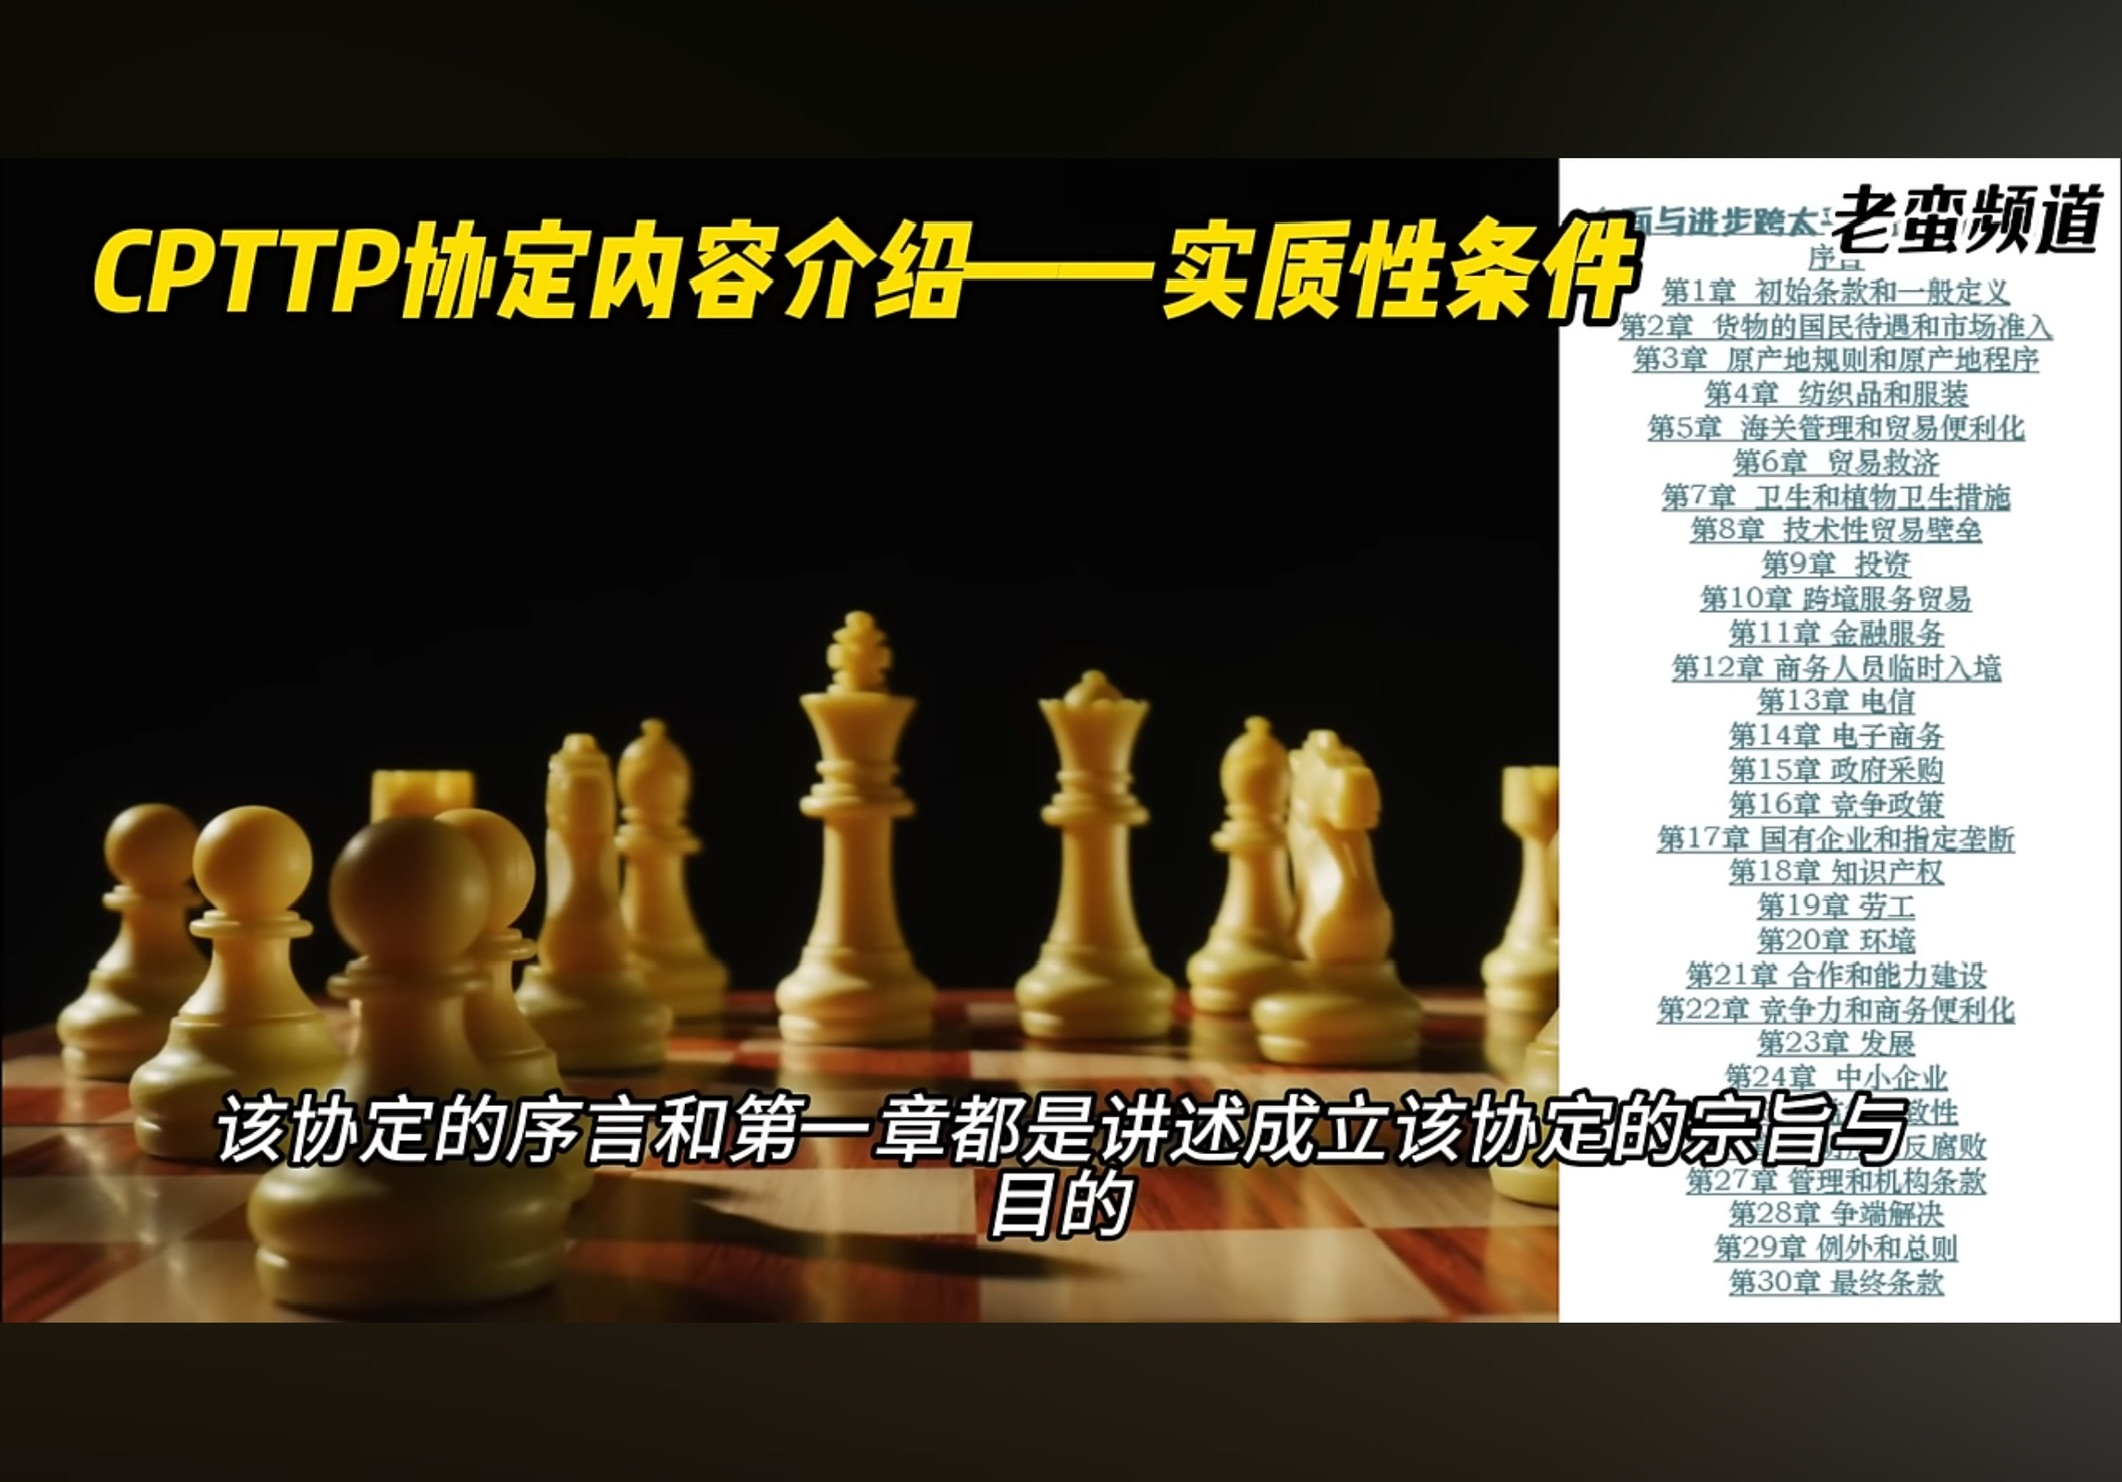 CPTTP协定内容介绍——实质性条件
老蛮频道
面与进步跨太
序言
第1章 初始条款和一般定义
第2章 货物的国民待遇和市场准入
第3章 原产地规则和原产地程序
第4章 纺织品和服装
第5章 海关管理和贸易便利化
第6章 贸易救济
第7章 卫生和植物卫生措施
第8章 技术性贸易壁垒
第9章 投资
第10章 跨境服务贸易
第11章 金融服务
第12章 商务人员临时入境
第13章 电信
第14章 电子商务
第15章 政府采购
第16章 竞争政策
第17章 国有企业和指定垄断
第18章 知识产权
第19章 劳工
第20章 环境
第21章 合作和能力建设
第22章 竞争力和商务便利化
第23章 发展
第24章 中小企业
致性
反腐败
第27章 管理和机构条款
第28章 争端解决
第29章 例外和总则
第30章 最终条款
该协定的序言和第一章都是讲述成立该协定的宗旨与
目的